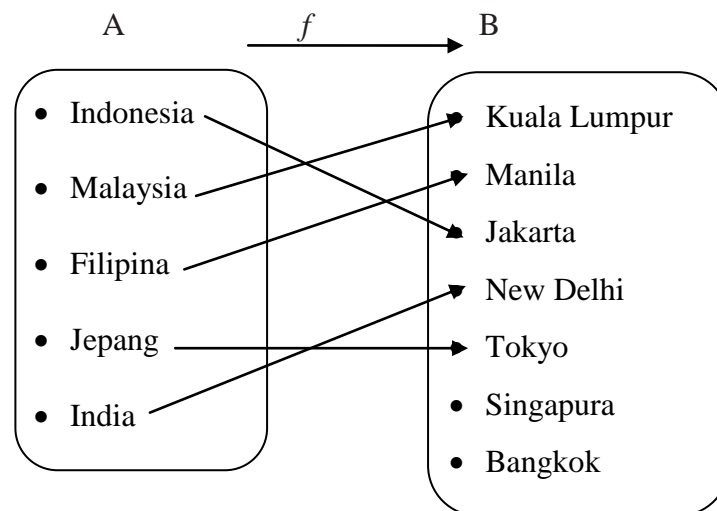 A f B
• Indonesia
• Malaysia
• Filipina
• Jepang
• India
• Kuala Lumpur
• Manila
• Jakarta
• New Delhi
• Tokyo
• Singapura
• Bangkok